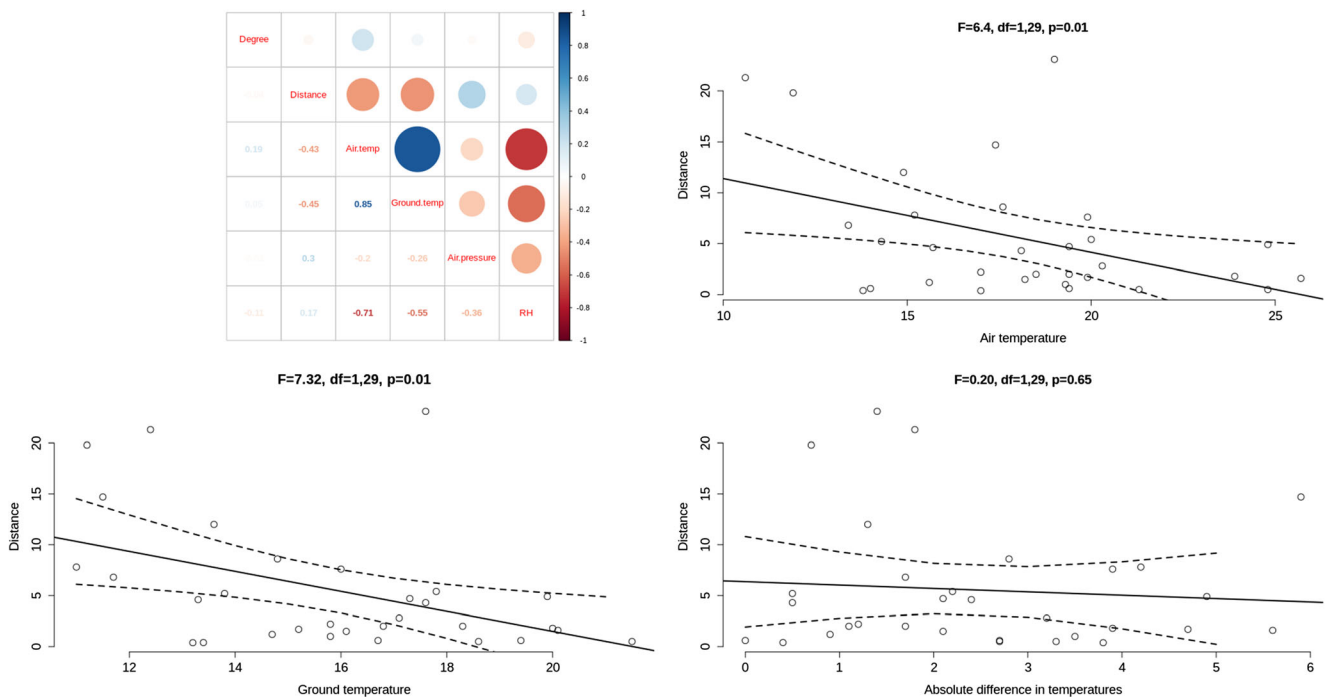 Degree
Distance
0.19 -0.43 Air.temp
-0.45 0.85 Ground.temp
0.3 -0.2 -0.26 Air.pressure
-0.11 0.17 -0.71 -0.55 -0.36 RH
1
0.8
0.6
0.4
0.2
0
-0.2
-0.4
-0.6
-0.8
-1
F=6.4, df=1,29, p=0.01
Distance
20
15
10
5
0
10 15 20 25
Air temperature
F=7.32, df=1,29, p=0.01
Distance
20
15
10
5
0
12 14 16 18 20
Ground temperature
F=0.20, df=1,29, p=0.65
Distance
20
15
10
5
0
0 1 2 3 4 5 6
Absolute difference in temperatures